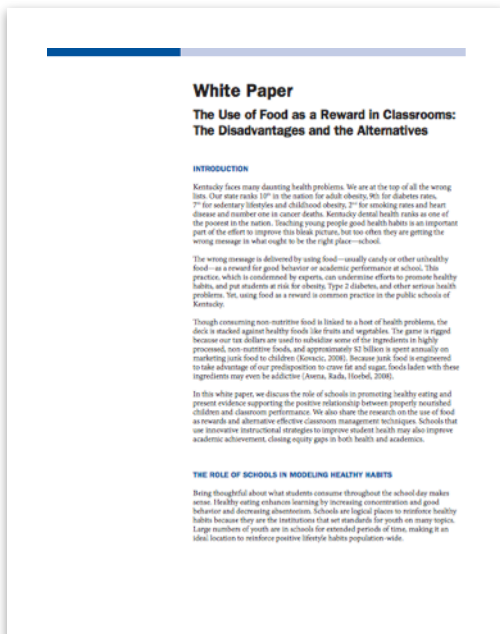 White Paper
The Use of Food as a Reward in Classrooms:
The Disadvantages and the Alternatives
INTRODUCTION
Kentucky faces many daunting health problems. We are at the top of all the wrong
lists. Our state ranks 10th in the nation for adult obesity, 9th for diabetes rates,
7th for sedentary lifestyles and childhood obesity, 2nd for smoking rates and heart
disease and number one in cancer deaths. Kentucky dental health ranks as one of
the poorest in the nation. Teaching young people good health habits is an important
part of the effort to improve this bleak picture, but too often they are getting the
wrong message in what ought to be the right place—school.
The wrong message is delivered by using food—usually candy or other unhealthy
food—as a reward for good behavior or academic performance at school. This
practice, which is condemned by experts, can undermine efforts to promote healthy
habits, and put students at risk for obesity, Type 2 diabetes, and other serious health
problems. Yet, using food as a reward is common practice in the public schools of
Kentucky.
Though consuming non-nutritive food is linked to a host of health problems, the
deck is stacked against healthy foods like fruits and vegetables. The game is rigged
because our tax dollars are used to subsidize some of the ingredients in highly
processed, non-nutritive foods, and approximately $2 billion is spent annually on
marketing junk food to children (Kovacic, 2008). Because junk food is engineered
to take advantage of our predisposition to crave fat and sugar, foods laden with these
ingredients may even be addictive (Avena, Rada, Hoebel, 2008).
In this white paper, we discuss the role of schools in promoting healthy eating and
present evidence supporting the positive relationship between properly nourished
children and classroom performance. We also share the research on the use of food
as rewards and alternative effective classroom management techniques. Schools that
use innovative instructional strategies to improve student health may also improve
academic achievement, closing equity gaps in both health and academics.
THE ROLE OF SCHOOLS IN MODELING HEALTHY HABITS
Being thoughtful about what students consume throughout the school day makes
sense. Healthy eating enhances learning by increasing concentration and good
behavior and decreasing absenteeism. Schools are logical places to reinforce healthy
habits because they are the institutions that set standards for youth on many topics.
Large numbers of youth are in schools for extended periods of time, making it an
ideal location to reinforce positive lifestyle habits population-wide.